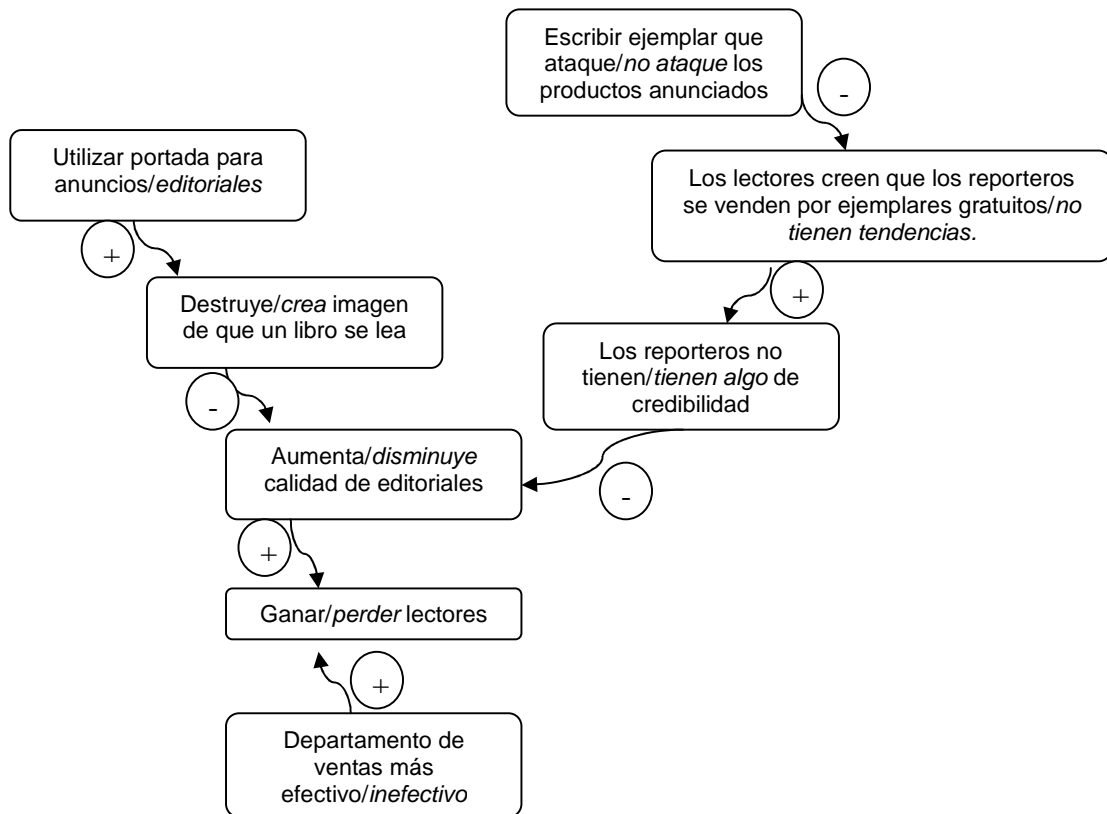 Escribir ejemplar que
ataque/no ataque los
productos anunciados
-
Utilizar portada para
anuncios/editoriales
Los lectores creen que los reporteros
se venden por ejemplares gratuitos/no
tienen tendencias.
+
+
Destruye/crea imagen
de que un libro se lea
Los reporteros no
tienen/tienen algo de
credibilidad
-
Aumenta/disminuye
calidad de editoriales
-
+
Ganar/perder lectores
+
Departamento de
ventas más
efectivo/inefectivo